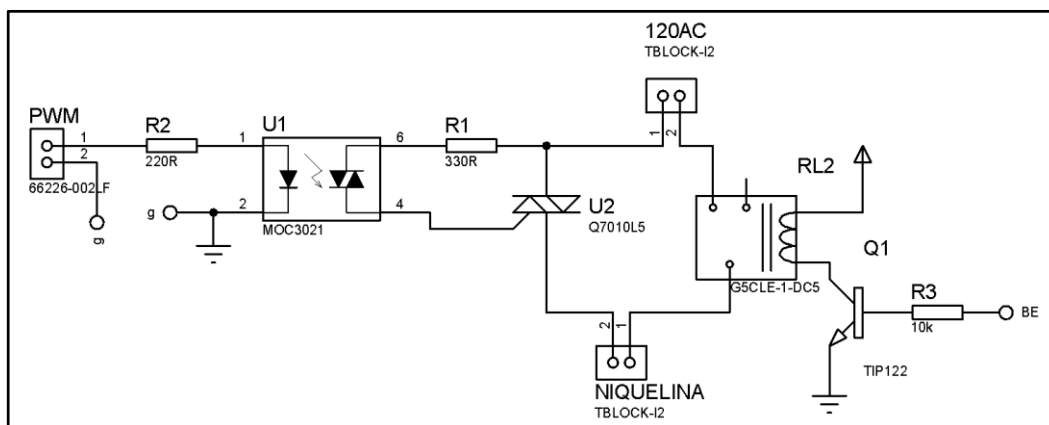 120AC
TBLOCK-I2
1
2
PWM
1
2
66226-002LF
g
R2
220R
1
U1
6
2
4
MOC3021
g
R1
330R
U2
Q7010L5
RL2
G5CLE-1-DC5
Q1
TIP122
R3
10k
BE
2
1
NIQUELINA
TBLOCK-I2